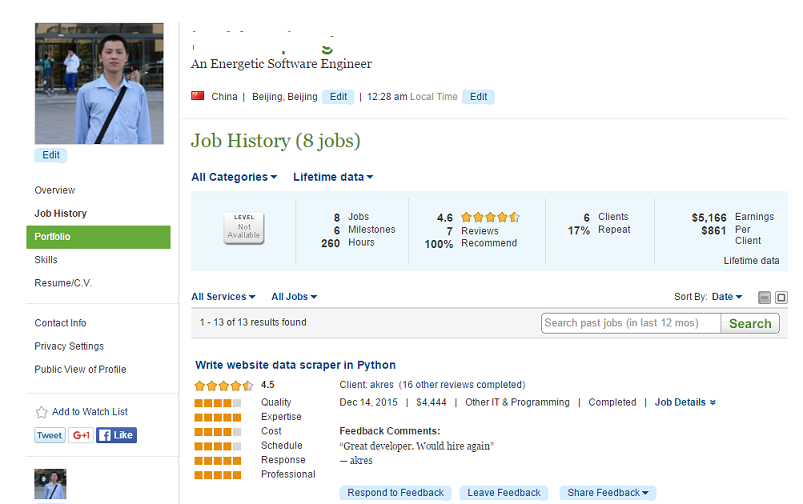 An Energetic Software Engineer
China | Beijing, Beijing Edit | 12:28 am Local Time Edit
Edit
Overview
Job History
Portfolio
Skills
Resume/C.V.
Contact Info
Privacy Settings
Public View of Profile
Add to Watch List
Tweet G+1 Like
Job History (8 jobs)
All Categories Lifetime data
LEVEL
Not
Available
8 Jobs
6 Milestones
260 Hours
4.6
7 Reviews
100% Recommend
6 Clients
17% Repeat
$5,166 Earnings
$861 Per
Client
Lifetime data
All Services All Jobs Sort By: Date
1 - 13 of 13 results found Search past jobs (in last 12 mos) Search
Write website data scraper in Python
4.5
Quality
Expertise
Cost
Schedule
Response
Professional
Client: akres (16 other reviews completed)
Dec 14, 2015 | $4,444 | Other IT & Programming | Completed | Job Details
Feedback Comments:
“Great developer. Would hire again”
— akres
Respond to Feedback Leave Feedback Share Feedback